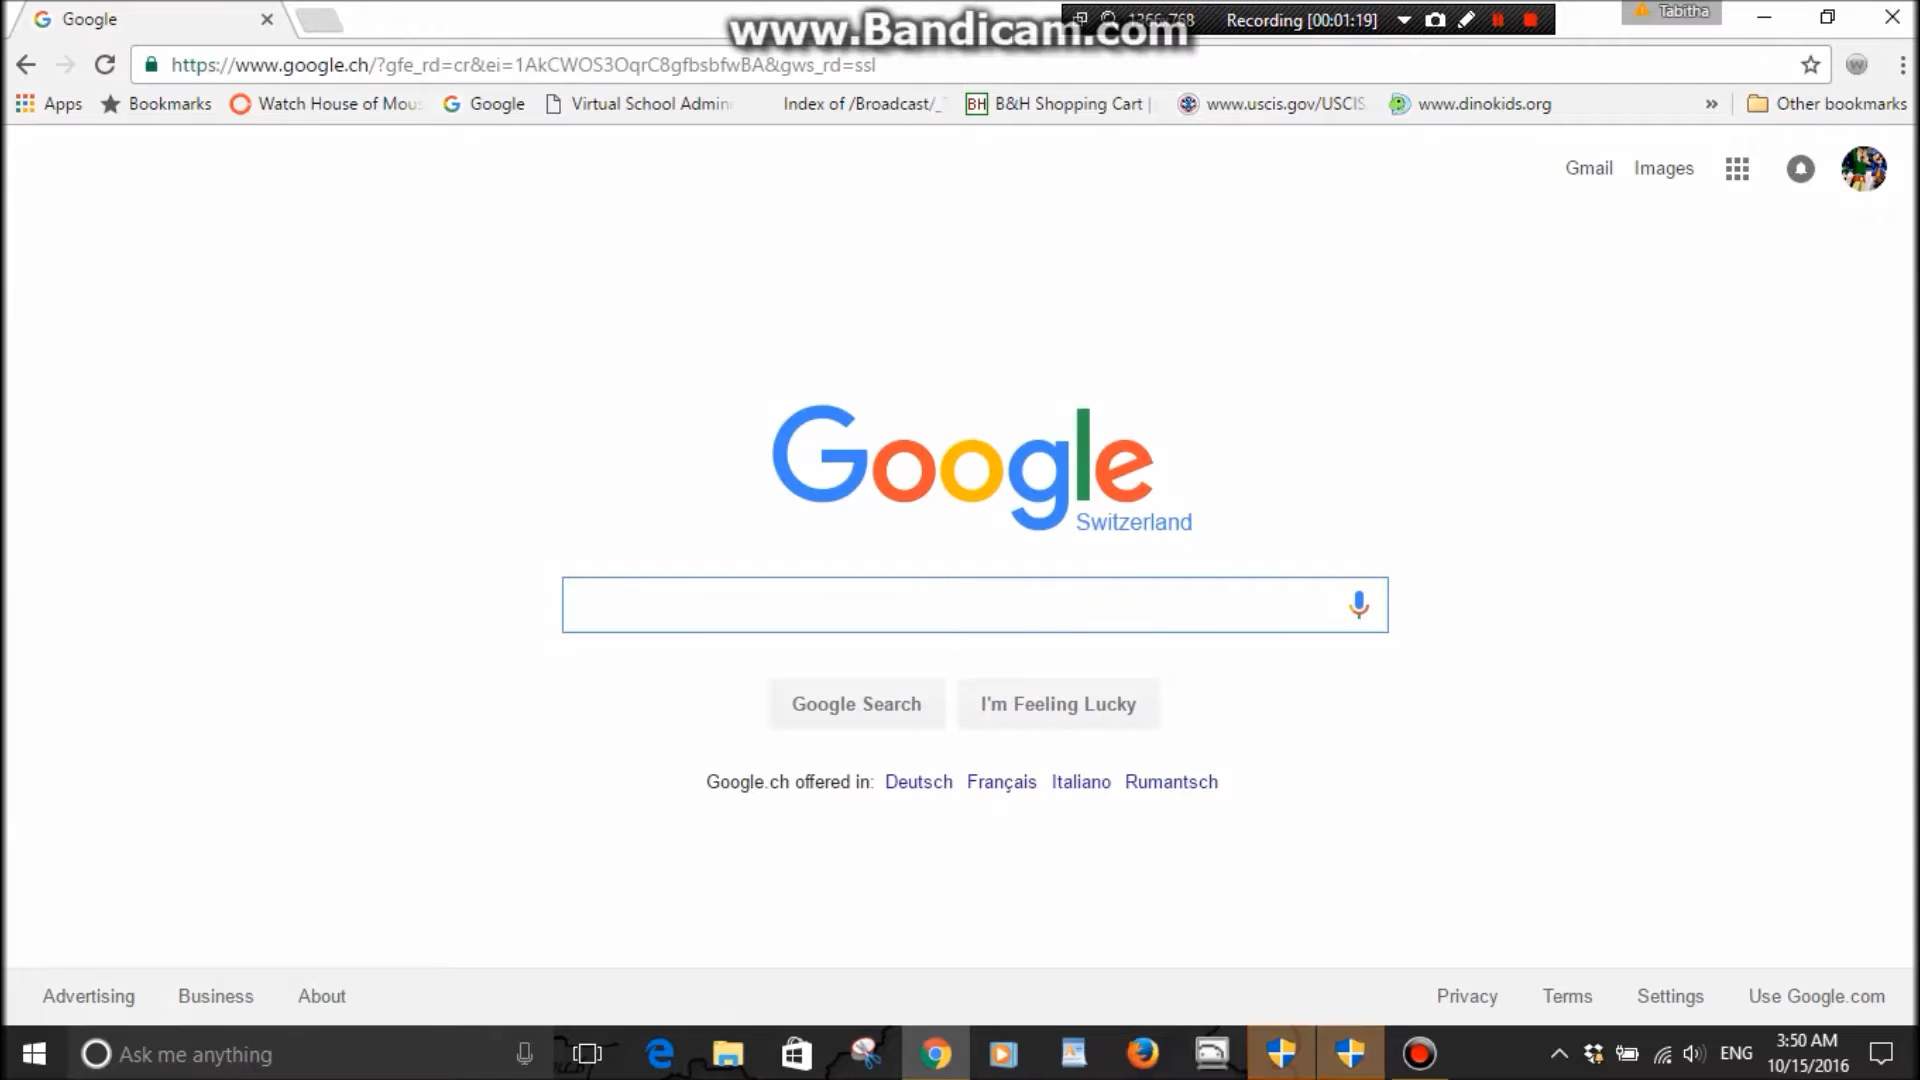 Google
www.Bandicam.com
1366x768 Recording [00:01:19]
Tabitha
https://www.google.ch/?gfe_rd=cr&ei=1AkCWOS3OqrC8gfbsbfwBA&gws_rd=ssl
Apps Bookmarks Watch House of Mou Google Virtual School Admin Index of /Broadcast/_ BH B&H Shopping Cart | www.uscis.gov/USCIS www.dinokids.org » Other bookmarks
Gmail Images
Google
Switzerland
Google Search I'm Feeling Lucky
Google.ch offered in: Deutsch Français Italiano Rumantsch
Advertising Business About Privacy Terms Settings Use Google.com
Ask me anything ENG 3:50 AM
10/15/2016